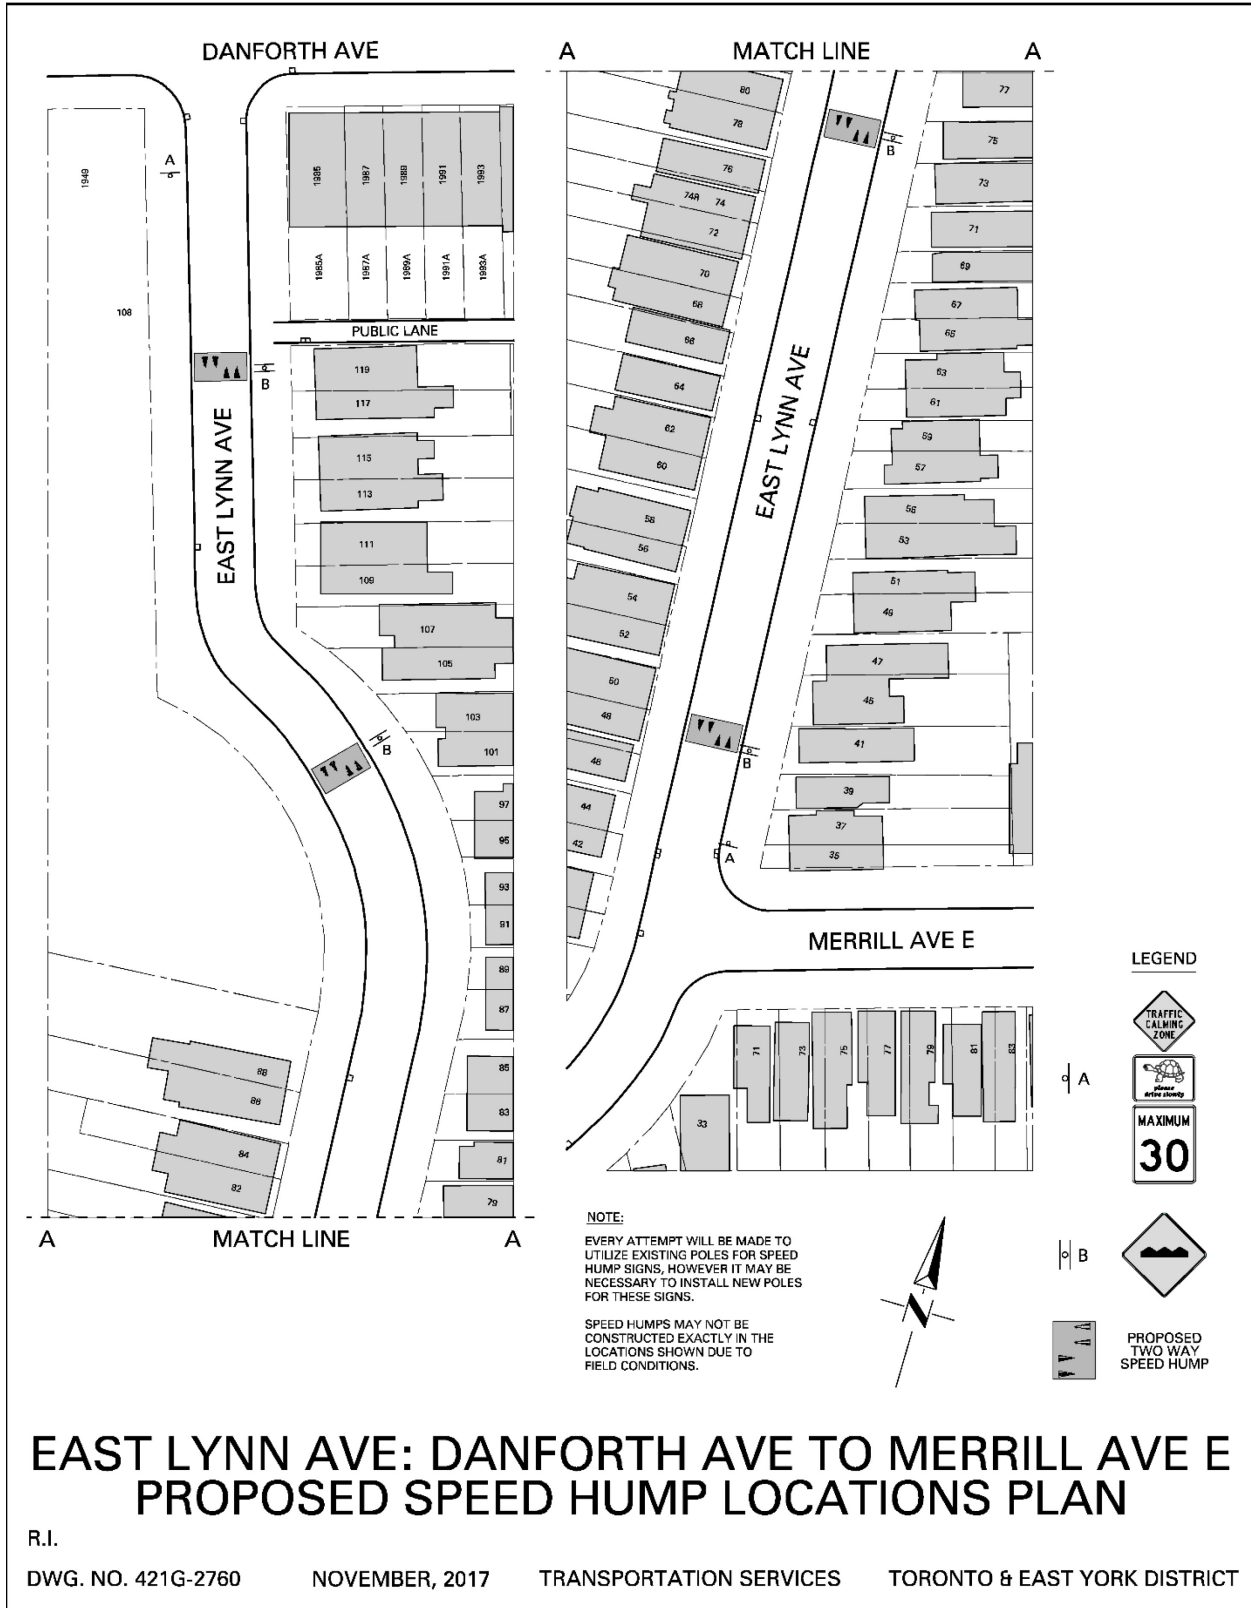 DANFORTH AVE
A
1949
108
1985
1987
1989
1991
1993
1985A
1987A
1989A
1991A
1993A
PUBLIC LANE
B
EAST LYNN AVE
119
117
115
113
111
109
107
105
103
101
B
97
95
93
91
89
87
85
83
81
79
88
86
84
82
A
MATCH LINE
A
A
MATCH LINE
A
80
78
76
74R
74
72
70
68
66
64
62
60
58
56
54
52
50
48
46
44
42
B
EAST LYNN AVE
77
75
73
71
69
67
65
63
61
59
57
55
53
51
49
47
45
41
39
37
35
B
A
MERRILL AVE E
71
73
75
77
79
81
83
33
LEGEND
A
TRAFFIC
CALMING
ZONE
please
drive slowly
MAXIMUM
30
B
PROPOSED
TWO WAY
SPEED HUMP
NOTE:
EVERY ATTEMPT WILL BE MADE TO
UTILIZE EXISTING POLES FOR SPEED
HUMP SIGNS, HOWEVER IT MAY BE
NECESSARY TO INSTALL NEW POLES
FOR THESE SIGNS.
SPEED HUMPS MAY NOT BE
CONSTRUCTED EXACTLY IN THE
LOCATIONS SHOWN DUE TO
FIELD CONDITIONS.
N
EAST LYNN AVE: DANFORTH AVE TO MERRILL AVE E
PROPOSED SPEED HUMP LOCATIONS PLAN
R.I.
DWG. NO. 421G-2760 NOVEMBER, 2017 TRANSPORTATION SERVICES TORONTO & EAST YORK DISTRICT